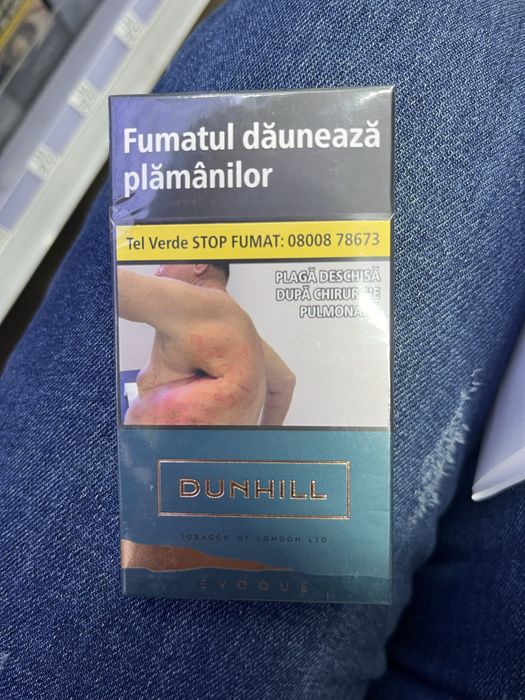 Fumatul dăunează
plămânilor
Tel Verde STOP FUMAT: 08008 78673
PLAGĂ DESCHISĂ
DUPĂ CHIRURGIE
DUNHILL
TOBACCO OF LONDON LTD
EVOQUE